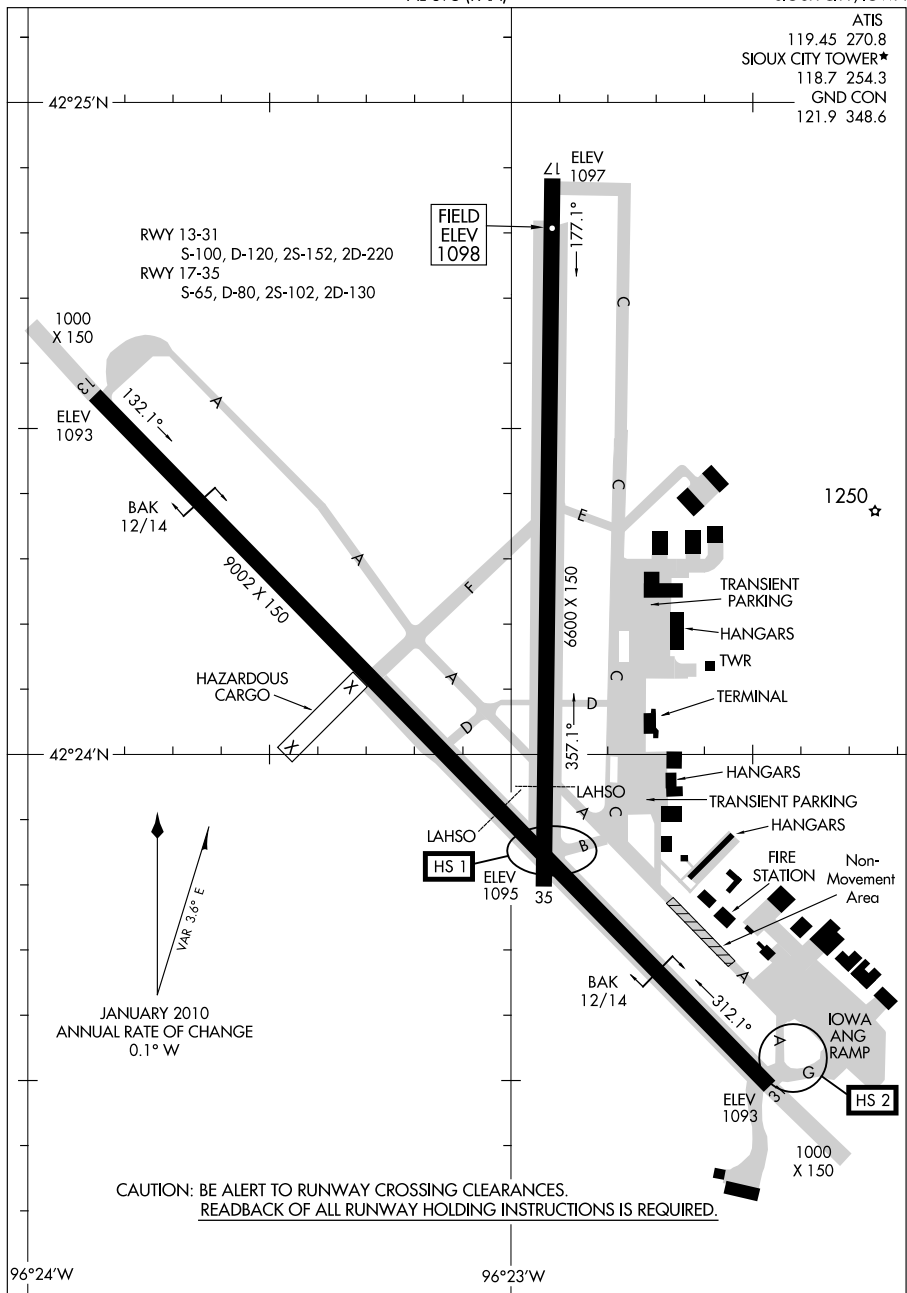 ATIS
119.45 270.8
SIOUX CITY TOWER★
118.7 254.3
GND CON
121.9 348.6
42°25'N
17
ELEV
1097
FIELD
ELEV
1098
177.1°
RWY 13-31
S-100, D-120, 2S-152, 2D-220
RWY 17-35
S-65, D-80, 2S-102, 2D-130
C
1000
X 150
13
ELEV
1093
132.1°
A
BAK
12/14
9002 X 150
A
F
E
C
1250
6600 X 150
TRANSIENT
PARKING
HANGARS
TWR
HAZARDOUS
CARGO
X
X
A
D
D
C
TERMINAL
357.1°
42°24'N
HANGARS
LAHSO
TRANSIENT PARKING
LAHSO
A
C
B
HANGARS
HS 1
ELEV
1095
35
FIRE
STATION
Non-
Movement
Area
VAR 3.6° E
JANUARY 2010
ANNUAL RATE OF CHANGE
0.1° W
BAK
12/14
312.1°
A
A
G
IOWA
ANG
RAMP
HS 2
ELEV
1093
31
1000
X 150
CAUTION: BE ALERT TO RUNWAY CROSSING CLEARANCES.
READBACK OF ALL RUNWAY HOLDING INSTRUCTIONS IS REQUIRED.
96°24'W
96°23'W